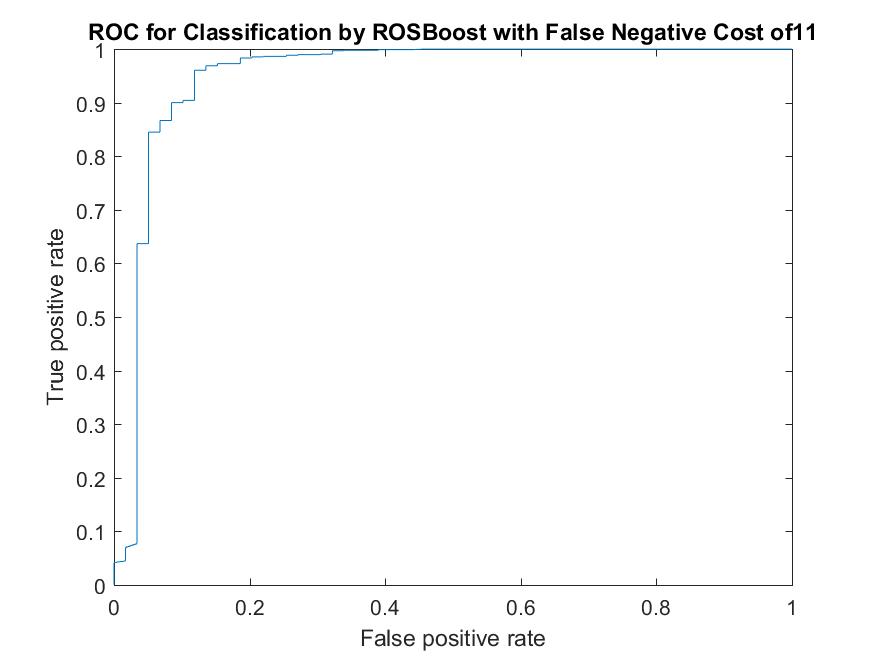 ROC for Classification by ROSBoost with False Negative Cost of11
1
0.9
0.8
0.7
0.6
0.5
0.4
0.3
0.2
0.1
0
True positive rate
0 0.2 0.4 0.6 0.8 1
False positive rate